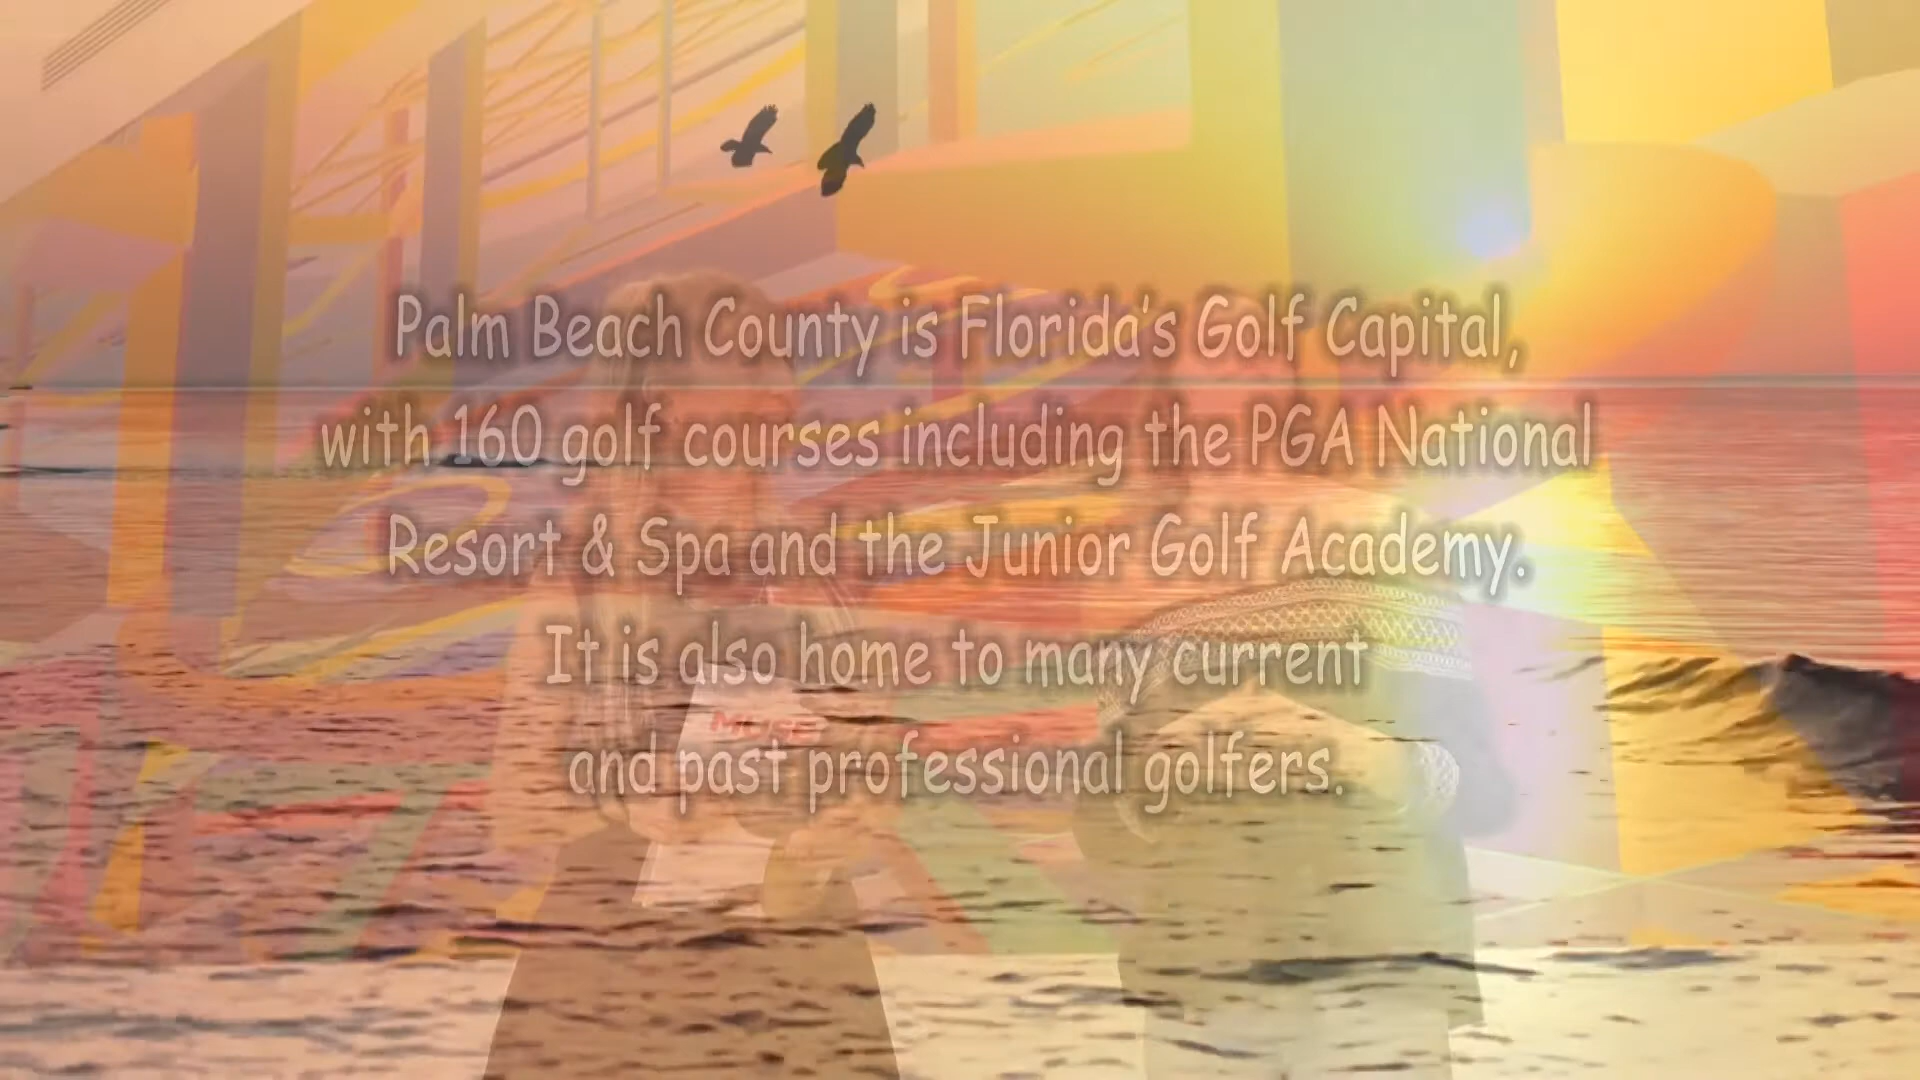 Palm Beach County is Florida's Golf Capital,
with 160 golf courses including the PGA National
Resort & Spa and the Junior Golf Academy.
It is also home to many current
MUSE
and past professional golfers.